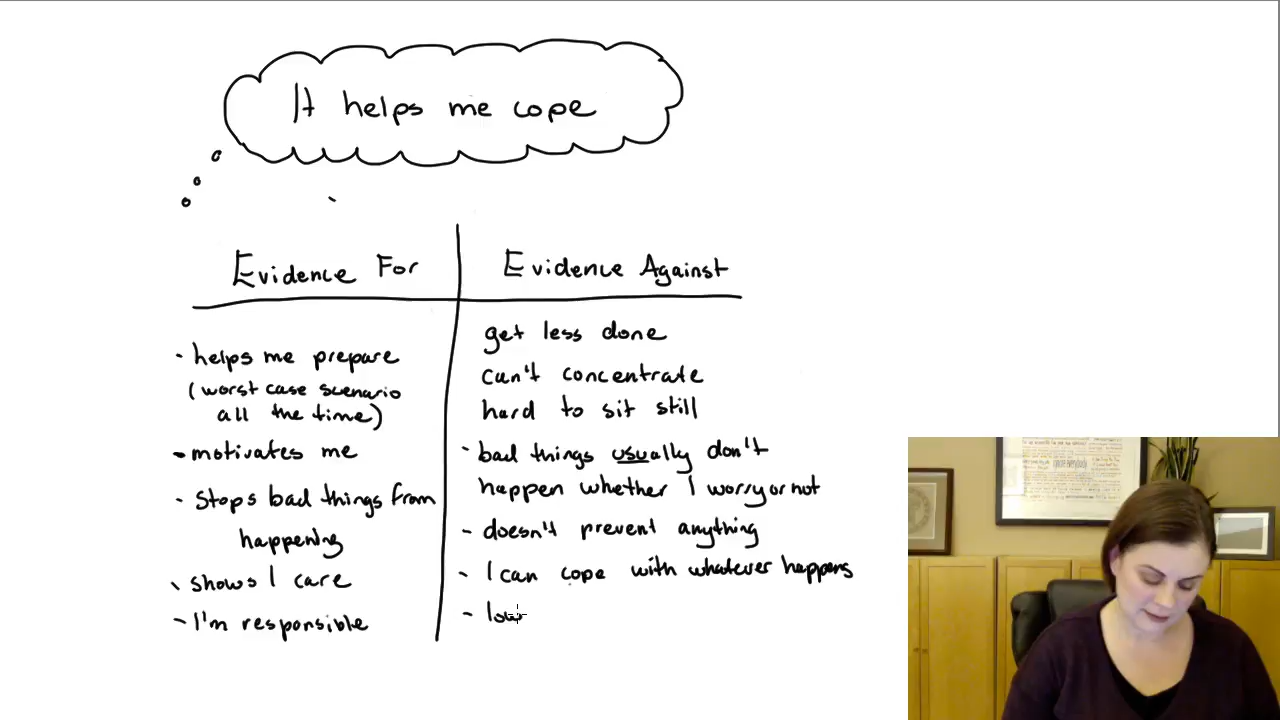 It helps me cope
Evidence For
Evidence Against
- helps me prepare
(worst case scenario
all the time)
- motivates me
- stops bad things from
happening
- shows I care
- I'm responsible
get less done
can't concentrate
hard to sit still
- bad things usually don't
happen whether I worry or not
- doesn't prevent anything
- I can cope with whatever happens